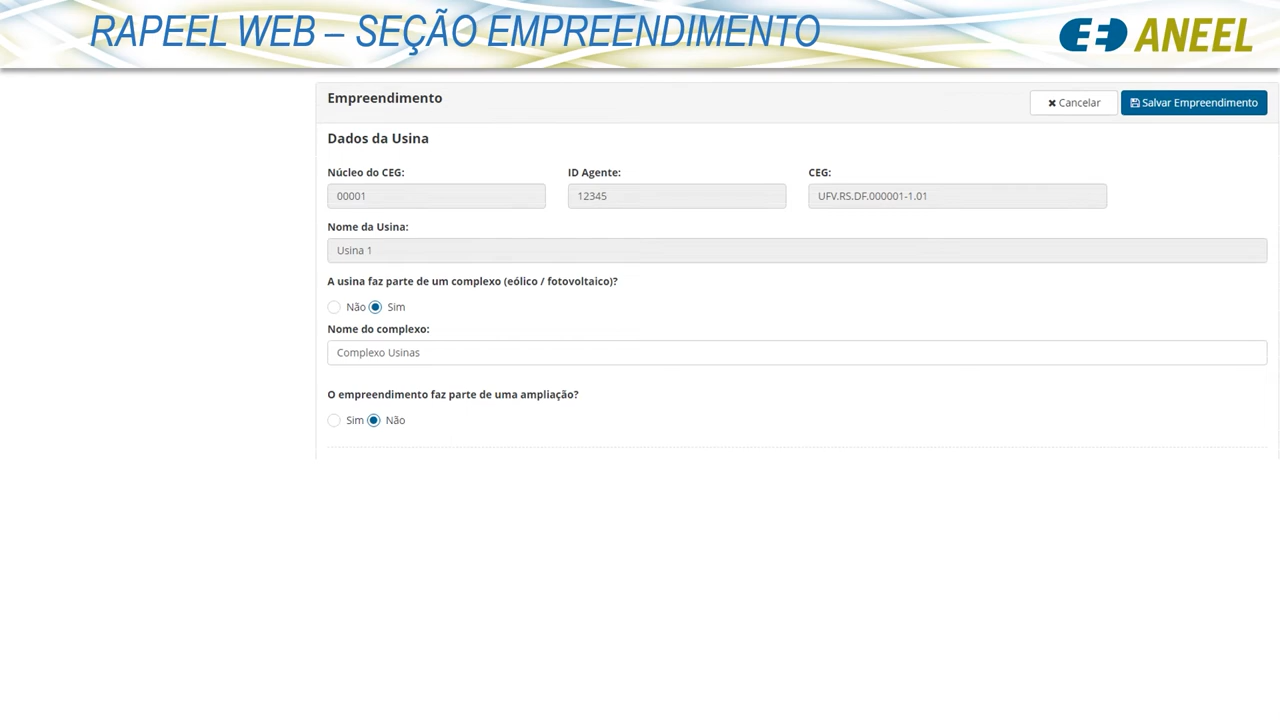 RAPEEL WEB – SEÇÃO EMPREENDIMENTO
ANEEL
Empreendimento
Cancelar
Salvar Empreendimento
Dados da Usina
Núcleo do CEG: ID Agente: CEG:
00001 12345 UFV.RS.DF.000001-1.01
Nome da Usina:
Usina 1
A usina faz parte de um complexo (eólico / fotovoltaico)?
Não Sim
Nome do complexo:
Complexo Usinas
O empreendimento faz parte de uma ampliação?
Sim Não